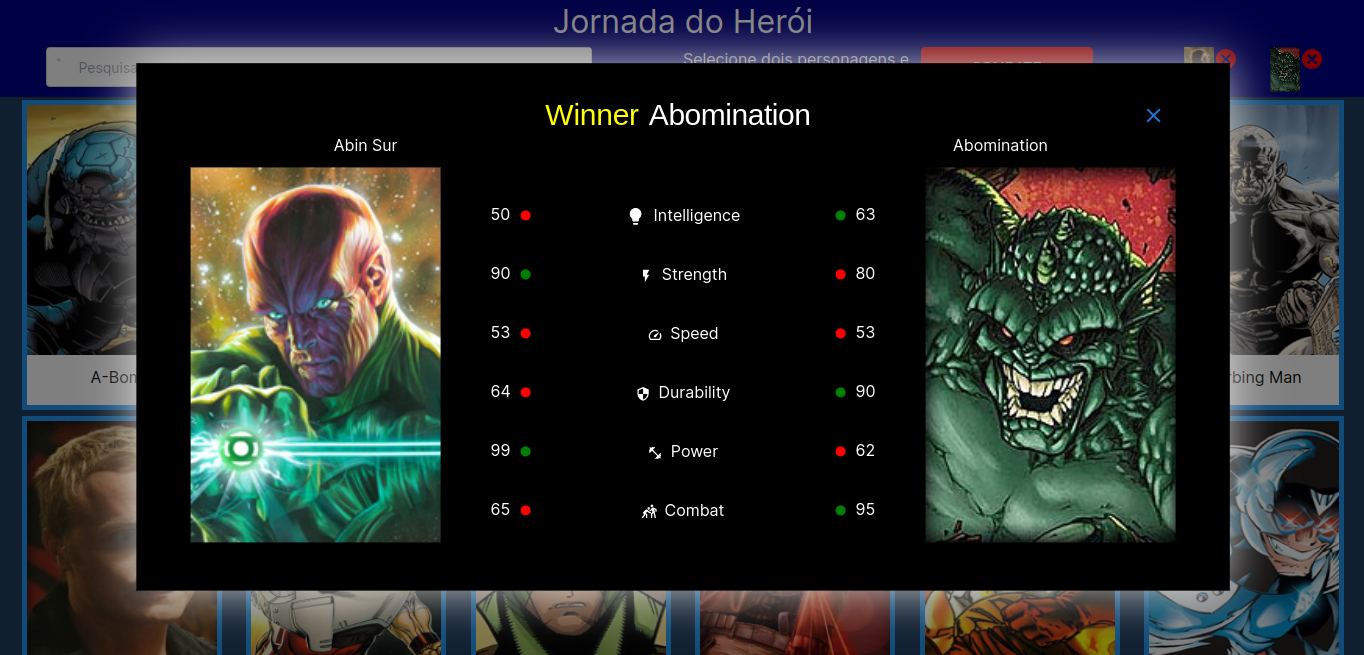 Jornada do Herói
Pesquisa
Selecione dois personagens e
Winner Abomination
Abin Sur
Abomination
50 Intelligence 63
90 Strength 80
53 Speed 53
64 Durability 90
99 Power 62
65 Combat 95
A-Bom
rbing Man